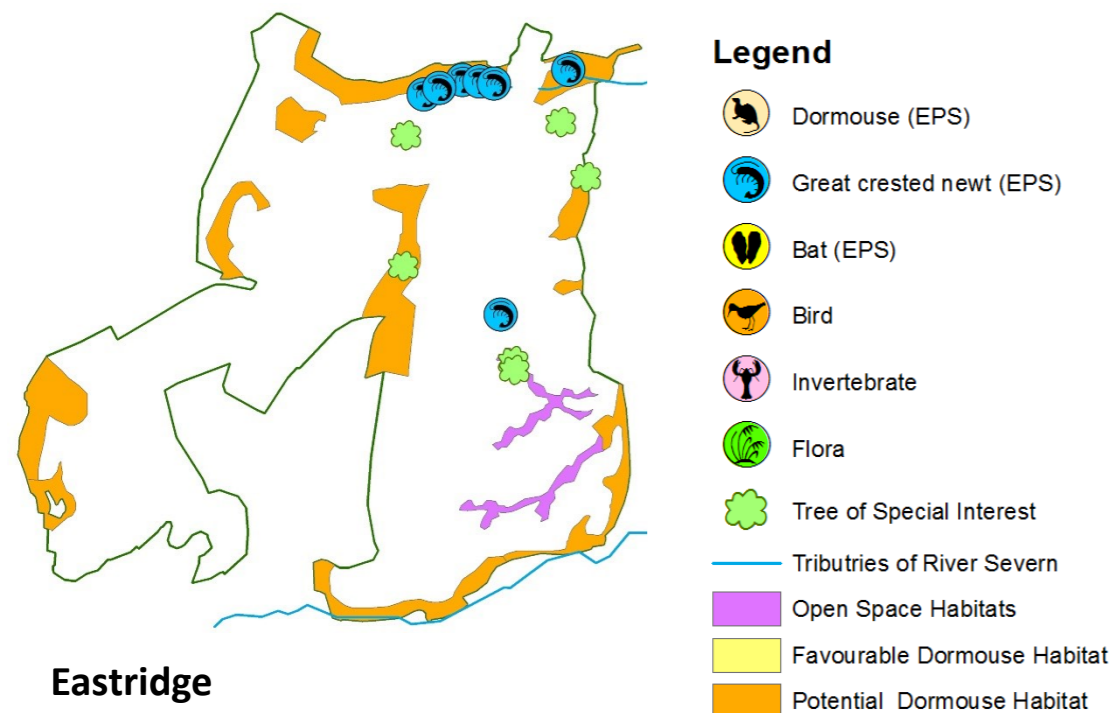 Legend
Dormouse (EPS)
Great crested newt (EPS)
Bat (EPS)
Bird
Invertebrate
Flora
Tree of Special Interest
Tributries of River Severn
Open Space Habitats
Favourable Dormouse Habitat
Potential Dormouse Habitat
Eastridge